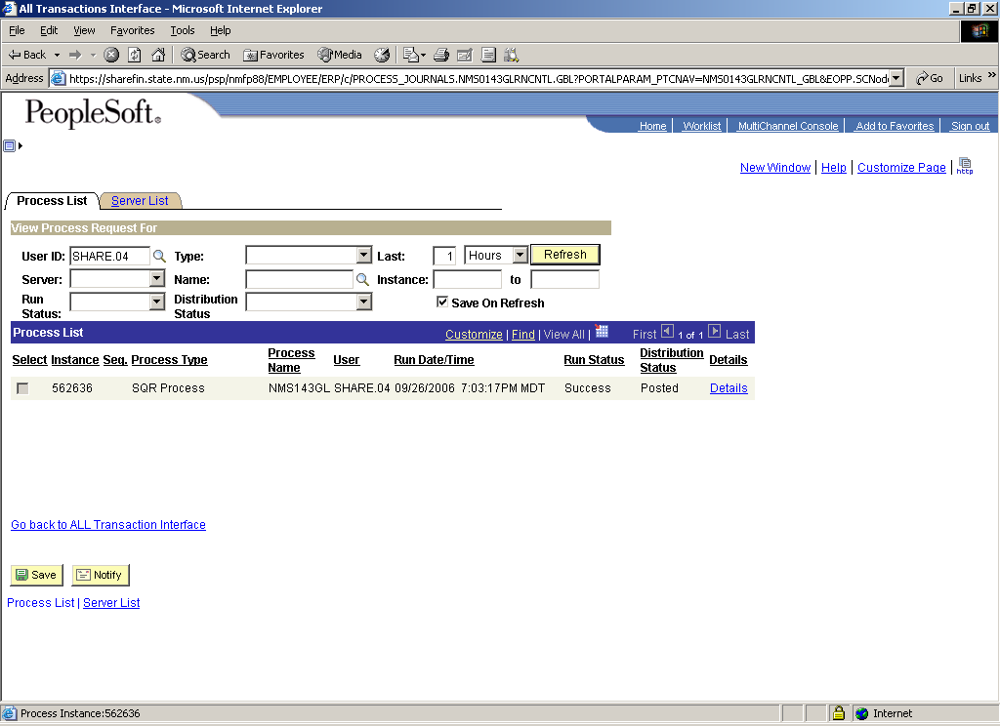 All Transactions Interface - Microsoft Internet Explorer
File Edit View Favorites Tools Help
Back Search Favorites Media
Address https://sharefin.state.nm.us/psp/nmfp88/EMPLOYEE/ERP/c/PROCESS_JOURNALS.NMS0143GLRNCNTL.GBL?PORTALPARAM_PTCNAV=NMS0143GLRNCNTL_GBL&EOPP.SCNode Go Links »
PeopleSoft®
Home Worklist MultiChannel Console Add to Favorites Sign out
New Window | Help | Customize Page | http
Process List Server List
View Process Request For
User ID: SHARE.04 Type: Last: 1 Hours Refresh
Server: Name: Instance: to
Run Status: Distribution Status Save On Refresh
Process List Customize | Find | View All | First 1 of 1 Last
Select Instance Seq. Process Type Process Name User Run Date/Time Run Status Distribution Status Details
562636 SQR Process NMS143GL SHARE.04 09/26/2006 7:03:17PM MDT Success Posted Details
Go back to ALL Transaction Interface
Save Notify
Process List | Server List
Process Instance:562636 Internet